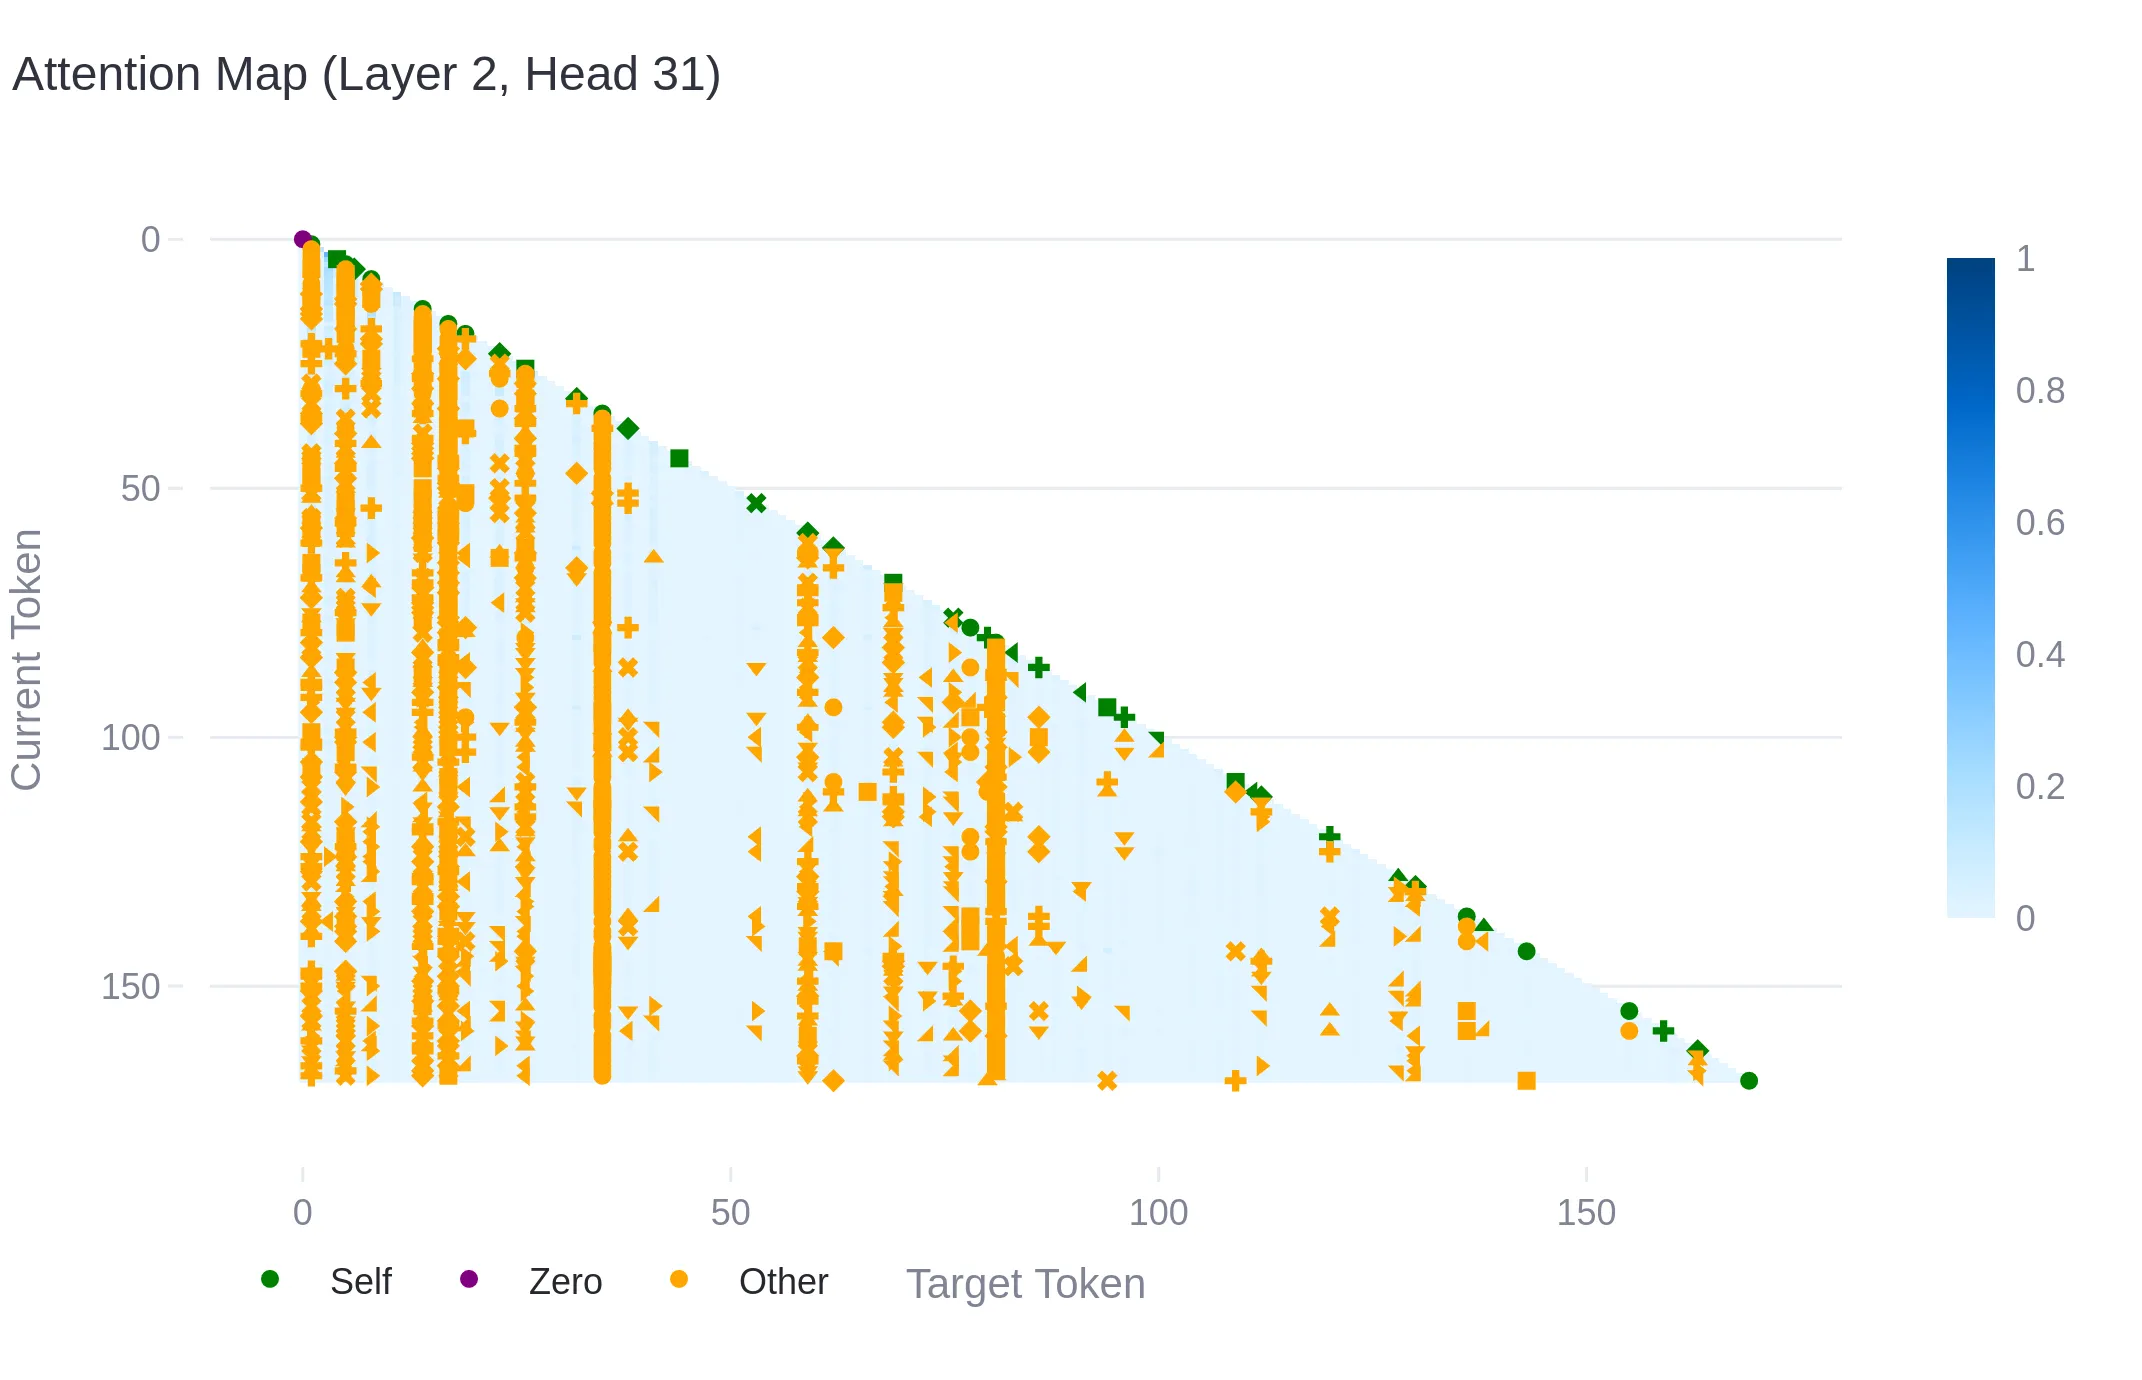 Attention Map (Layer 2, Head 31)
0
50
100
150
Current Token
1
0.8
0.6
0.4
0.2
0
0 50 100 150
Self Zero Other Target Token